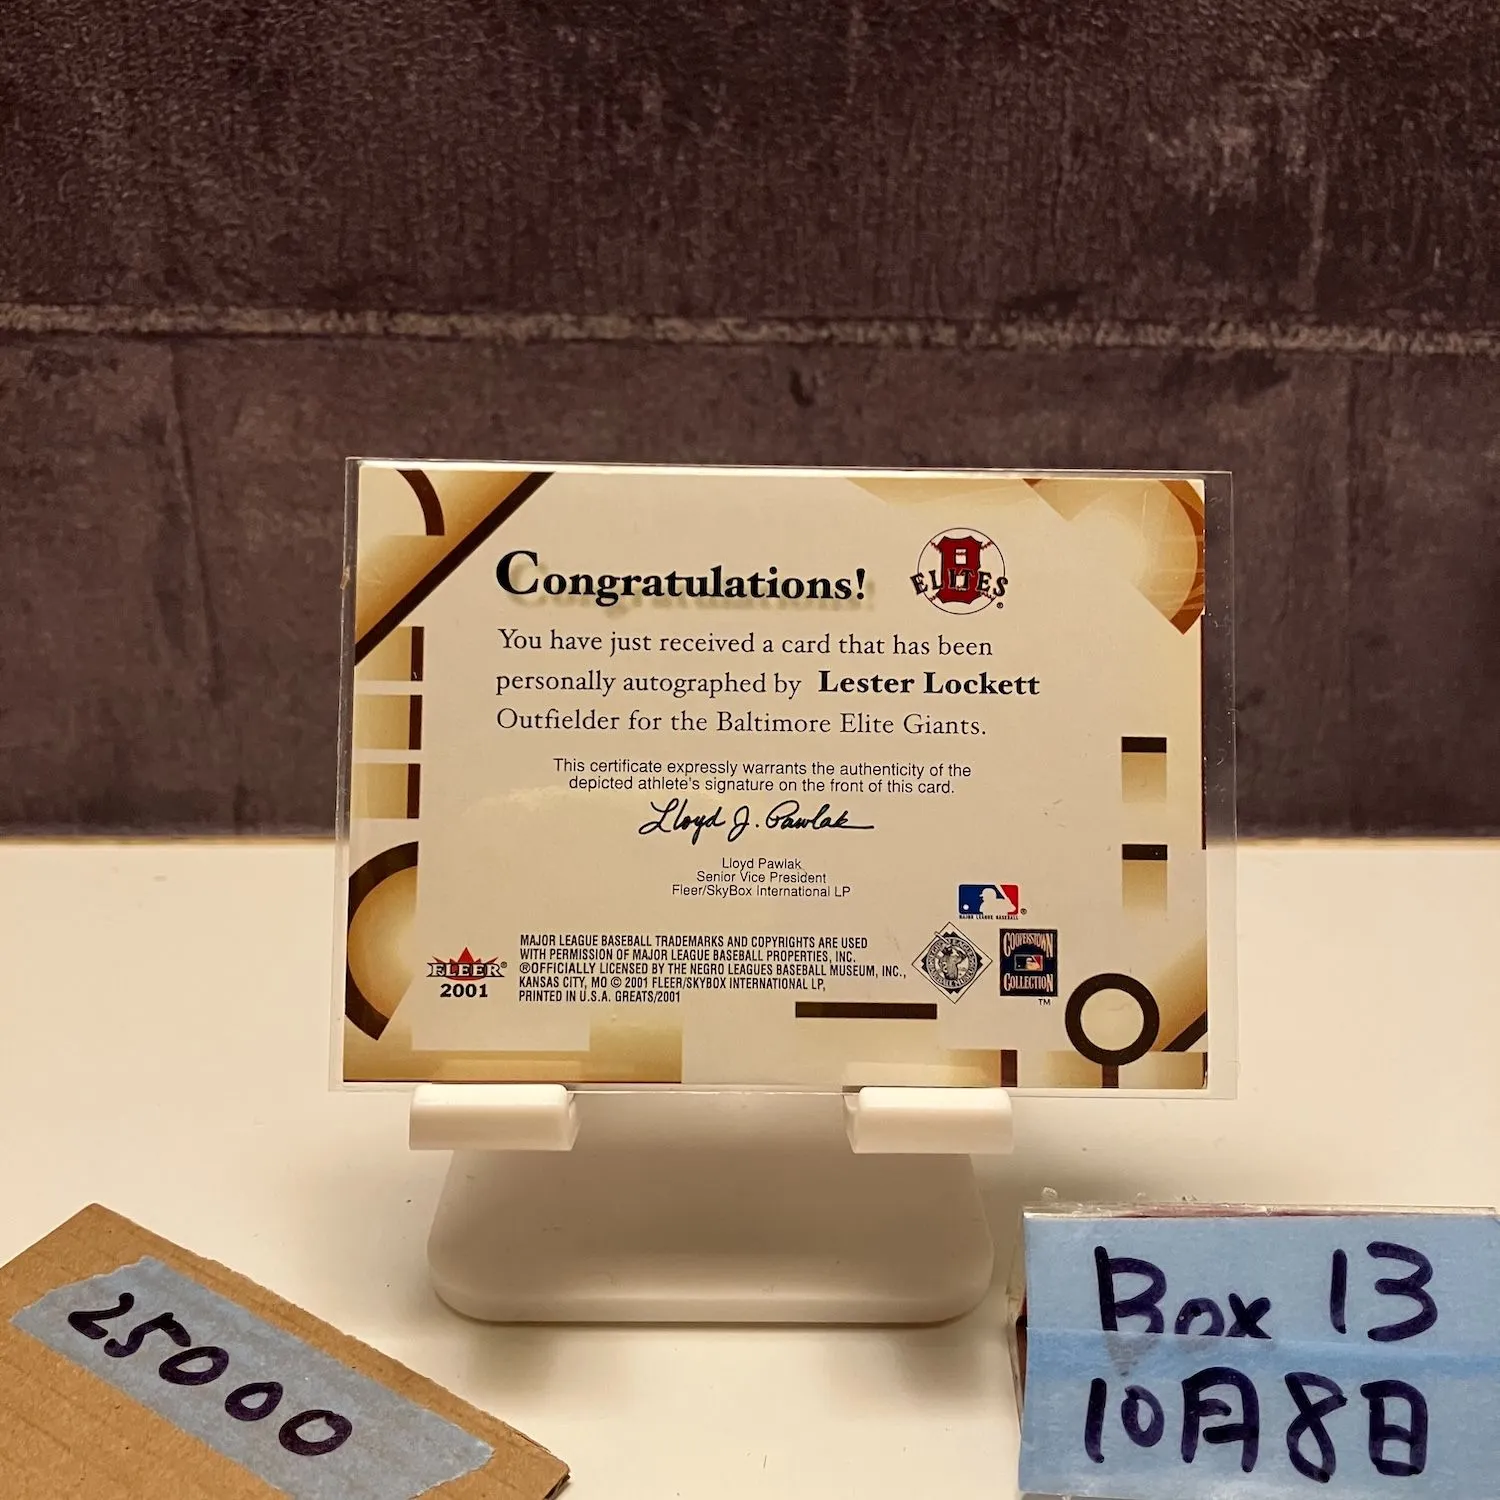 Congratulations!
ELITES
®
You have just received a card that has been
personally autographed by Lester Lockett
Outfielder for the Baltimore Elite Giants.
This certificate expressly warrants the authenticity of the
depicted athlete's signature on the front of this card.
Lloyd J. Pawlak
Lloyd Pawlak
Senior Vice President
Fleer/SkyBox International LP
MAJOR LEAGUE BASEBALL ®
FLEER®
2001
MAJOR LEAGUE BASEBALL TRADEMARKS AND COPYRIGHTS ARE USED
WITH PERMISSION OF MAJOR LEAGUE BASEBALL PROPERTIES, INC.
®OFFICIALLY LICENSED BY THE NEGRO LEAGUES BASEBALL MUSEUM, INC.,
KANSAS CITY, MO © 2001 FLEER/SKYBOX INTERNATIONAL LP,
PRINTED IN U.S.A. GREATS/2001
COOPERSTOWN
COLLECTION
TM
25000
Box 13
10月8日